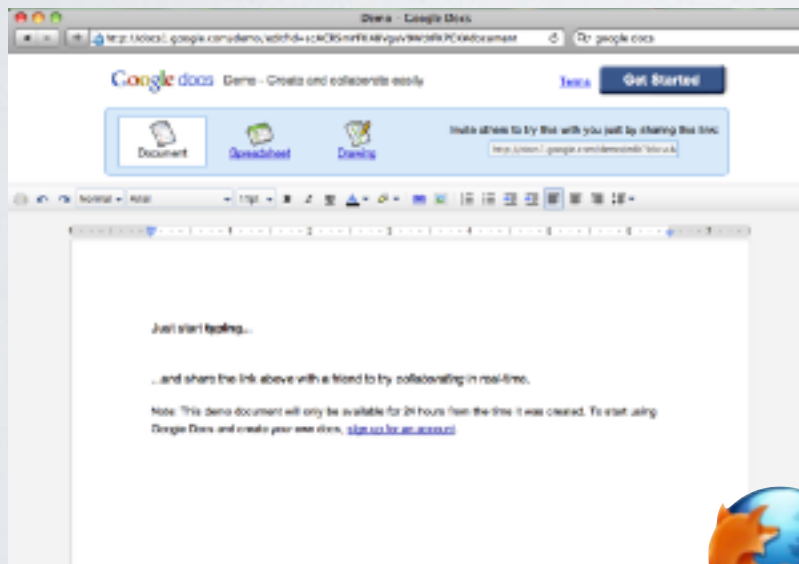 Demo - Google Docs
google docs
Google docs Demo - Create and collaborate easily
Terms
Get Started
Invite others to try this with you just by sharing this link:
Document
Spreadsheet
Drawing
Normal
Arial
11pt
Just start typing...
...and share the link above with a friend to try collaborating in real-time.
Note: This demo document will only be available for 24 hours from the time it was created. To start using
Google Docs and create your own docs, sign up for an account.